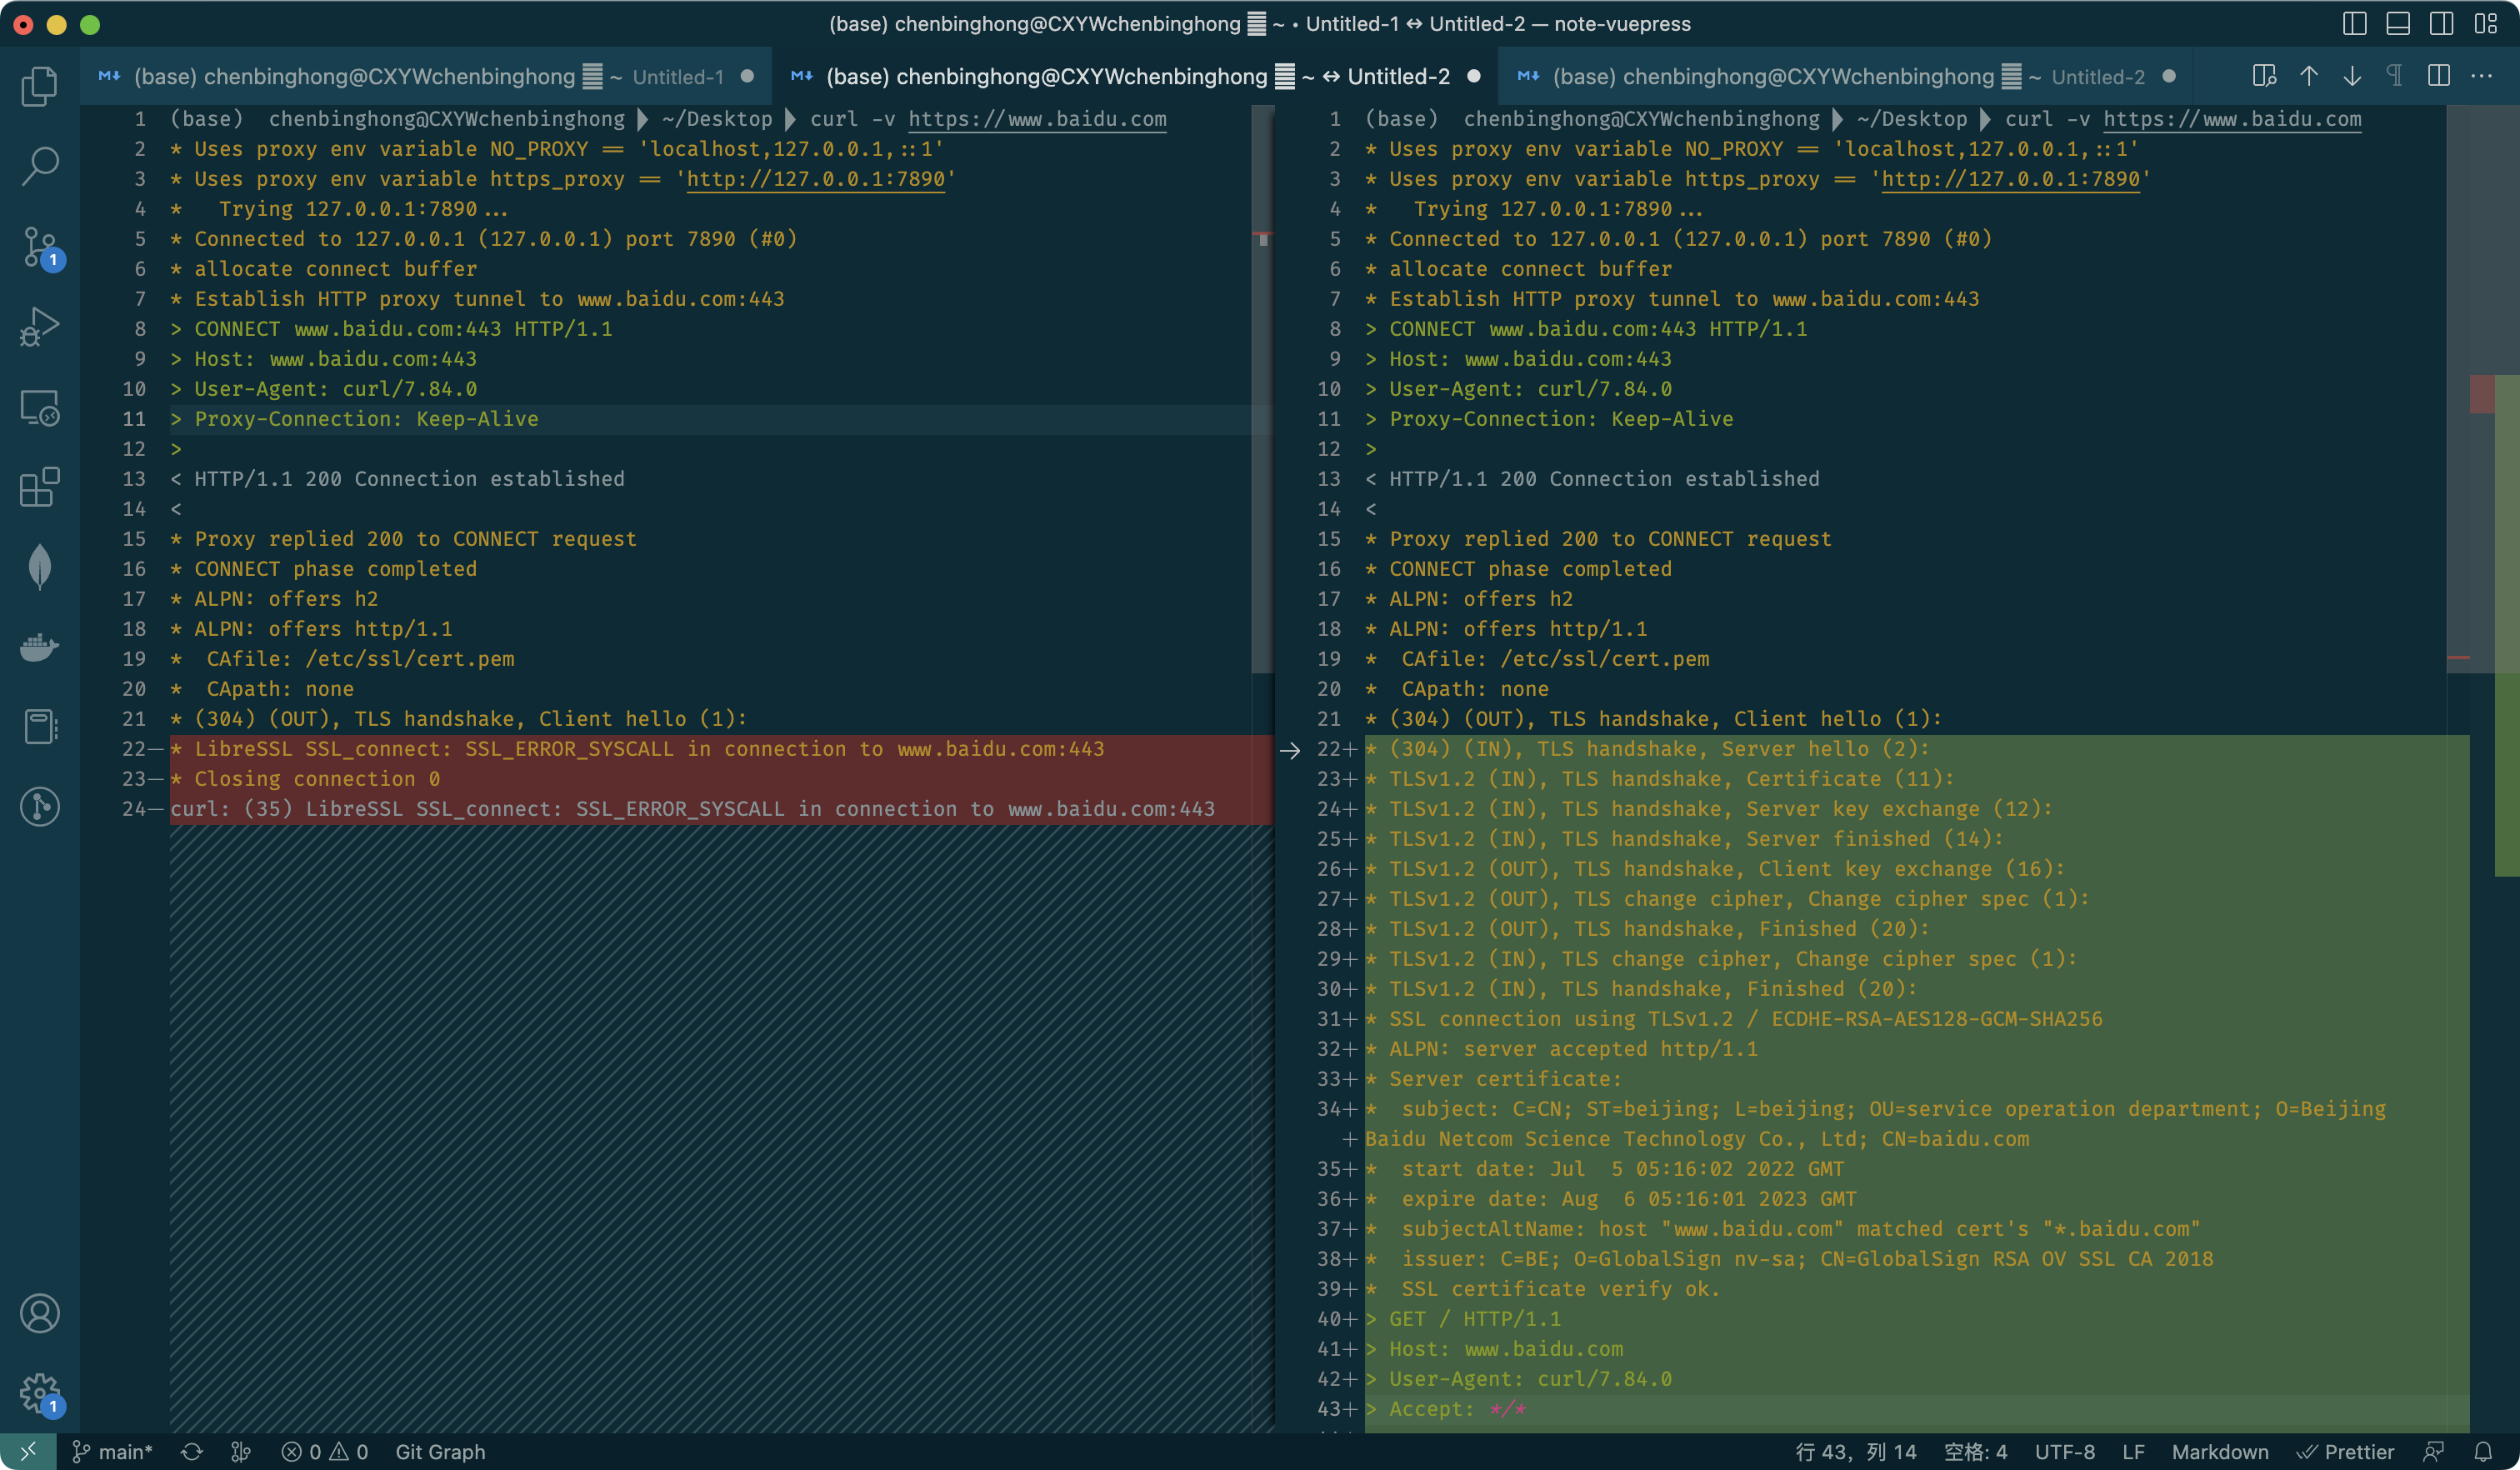 (base) chenbinghong@CXYWchenbinghong ~ • Untitled-1 ↔ Untitled-2 — note-vuepress
(base) chenbinghong@CXYWchenbinghong ~ Untitled-1
(base) chenbinghong@CXYWchenbinghong ~ ↔ Untitled-2
(base) chenbinghong@CXYWchenbinghong ~ Untitled-2
1 (base) chenbinghong@CXYWchenbinghong ~/Desktop curl -v https://www.baidu.com
2 * Uses proxy env variable NO_PROXY == 'localhost,127.0.0.1,::1'
3 * Uses proxy env variable https_proxy == 'http://127.0.0.1:7890'
4 *   Trying 127.0.0.1:7890...
5 * Connected to 127.0.0.1 (127.0.0.1) port 7890 (#0)
6 * allocate connect buffer
7 * Establish HTTP proxy tunnel to www.baidu.com:443
8 > CONNECT www.baidu.com:443 HTTP/1.1
9 > Host: www.baidu.com:443
10 > User-Agent: curl/7.84.0
11 > Proxy-Connection: Keep-Alive
12 >
13 < HTTP/1.1 200 Connection established
14 <
15 * Proxy replied 200 to CONNECT request
16 * CONNECT phase completed
17 * ALPN: offers h2
18 * ALPN: offers http/1.1
19 *  CAfile: /etc/ssl/cert.pem
20 *  CApath: none
21 * (304) (OUT), TLS handshake, Client hello (1):
22— * LibreSSL SSL_connect: SSL_ERROR_SYSCALL in connection to www.baidu.com:443
23— * Closing connection 0
24— curl: (35) LibreSSL SSL_connect: SSL_ERROR_SYSCALL in connection to www.baidu.com:443
1 (base) chenbinghong@CXYWchenbinghong ~/Desktop curl -v https://www.baidu.com
2 * Uses proxy env variable NO_PROXY == 'localhost,127.0.0.1,::1'
3 * Uses proxy env variable https_proxy == 'http://127.0.0.1:7890'
4 *   Trying 127.0.0.1:7890...
5 * Connected to 127.0.0.1 (127.0.0.1) port 7890 (#0)
6 * allocate connect buffer
7 * Establish HTTP proxy tunnel to www.baidu.com:443
8 > CONNECT www.baidu.com:443 HTTP/1.1
9 > Host: www.baidu.com:443
10 > User-Agent: curl/7.84.0
11 > Proxy-Connection: Keep-Alive
12 >
13 < HTTP/1.1 200 Connection established
14 <
15 * Proxy replied 200 to CONNECT request
16 * CONNECT phase completed
17 * ALPN: offers h2
18 * ALPN: offers http/1.1
19 *  CAfile: /etc/ssl/cert.pem
20 *  CApath: none
21 * (304) (OUT), TLS handshake, Client hello (1):
22+ * (304) (IN), TLS handshake, Server hello (2):
23+ * TLSv1.2 (IN), TLS handshake, Certificate (11):
24+ * TLSv1.2 (IN), TLS handshake, Server key exchange (12):
25+ * TLSv1.2 (IN), TLS handshake, Server finished (14):
26+ * TLSv1.2 (OUT), TLS handshake, Client key exchange (16):
27+ * TLSv1.2 (OUT), TLS change cipher, Change cipher spec (1):
28+ * TLSv1.2 (OUT), TLS handshake, Finished (20):
29+ * TLSv1.2 (IN), TLS change cipher, Change cipher spec (1):
30+ * TLSv1.2 (IN), TLS handshake, Finished (20):
31+ * SSL connection using TLSv1.2 / ECDHE-RSA-AES128-GCM-SHA256
32+ * ALPN: server accepted http/1.1
33+ * Server certificate:
34+ *  subject: C=CN; ST=beijing; L=beijing; OU=service operation department; O=Beijing
+ Baidu Netcom Science Technology Co., Ltd; CN=baidu.com
35+ *  start date: Jul  5 05:16:02 2022 GMT
36+ *  expire date: Aug  6 05:16:01 2023 GMT
37+ *  subjectAltName: host "www.baidu.com" matched cert's "*.baidu.com"
38+ *  issuer: C=BE; O=GlobalSign nv-sa; CN=GlobalSign RSA OV SSL CA 2018
39+ *  SSL certificate verify ok.
40+ > GET / HTTP/1.1
41+ > Host: www.baidu.com
42+ > User-Agent: curl/7.84.0
43+ > Accept: */*
1
1
main* 0 0 Git Graph 行 43，列 14 空格: 4 UTF-8 LF Markdown Prettier